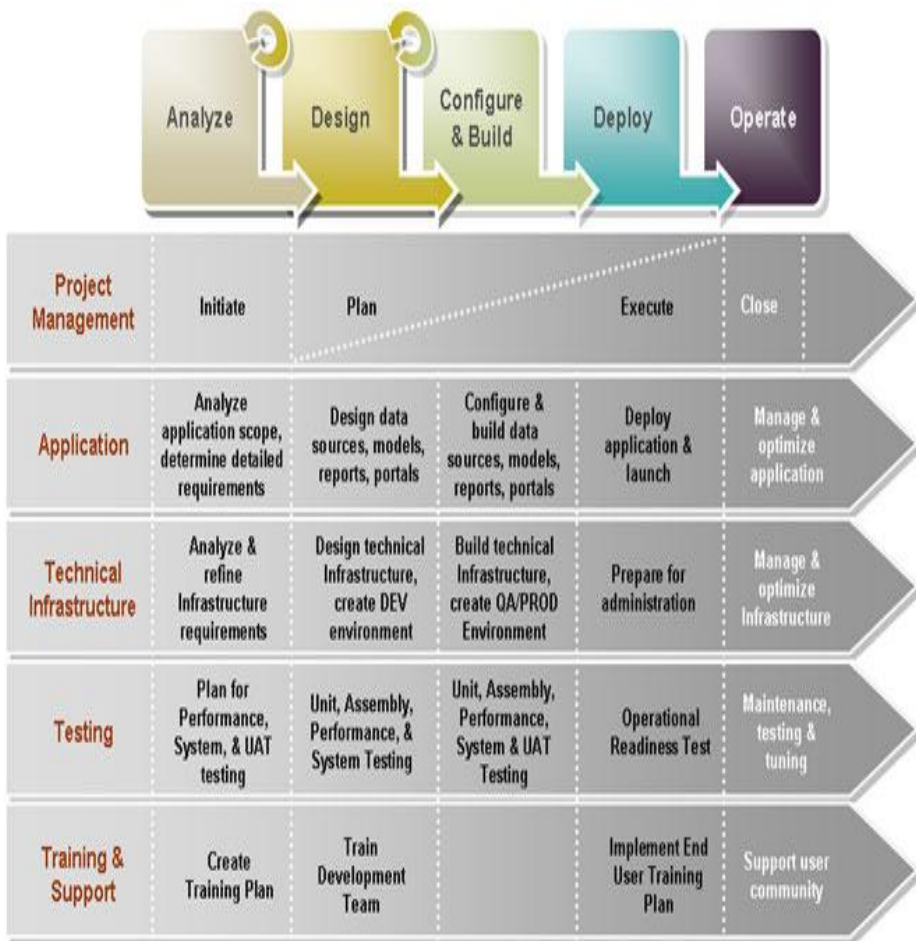 Analyze
Design
Configure
& Build
Deploy
Operate
Project
Management
Initiate
Plan
Execute
Close
Application
Analyze
application scope,
determine detailed
requirements
Design data
sources, models,
reports, portals
Configure &
build data
sources, models,
reports, portals
Deploy
application &
launch
Manage &
optimize
application
Technical
Infrastructure
Analyze &
refine
Infrastructure
requirements
Design technical
Infrastructure,
create DEV
environment
Build technical
Infrastructure,
create QA/PROD
Environment
Prepare for
administration
Manage &
optimize
Infrastructure
Testing
Plan for
Performance,
System, & UAT
testing
Unit, Assembly,
Performance, &
System Testing
Unit, Assembly,
Performance,
System & UAT
Testing
Operational
Readiness Test
Maintenance,
testing &
tuning
Training &
Support
Create
Training Plan
Train
Development
Team
Implement End
User Training
Plan
Support user
community